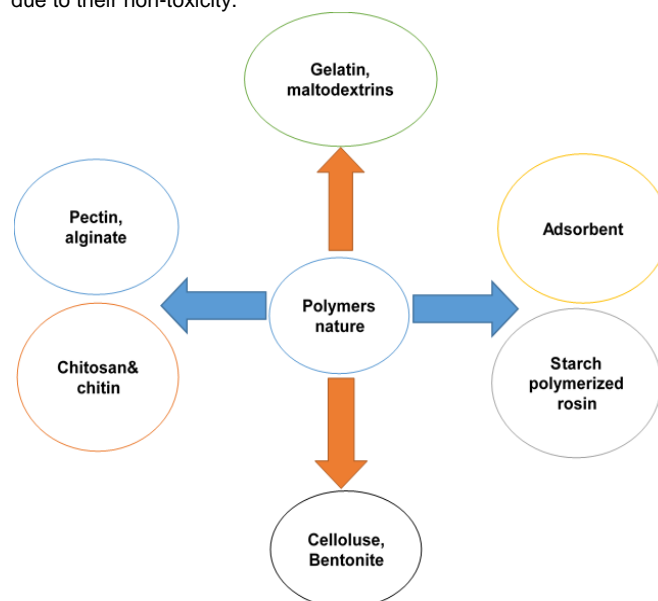 due to their non-toxicity.
Gelatin,
maltodextrins
Pectin,
alginate
Adsorbent
Polymers
nature
Chitosan&
chitin
Starch
polymerized
rosin
Celloluse,
Bentonite